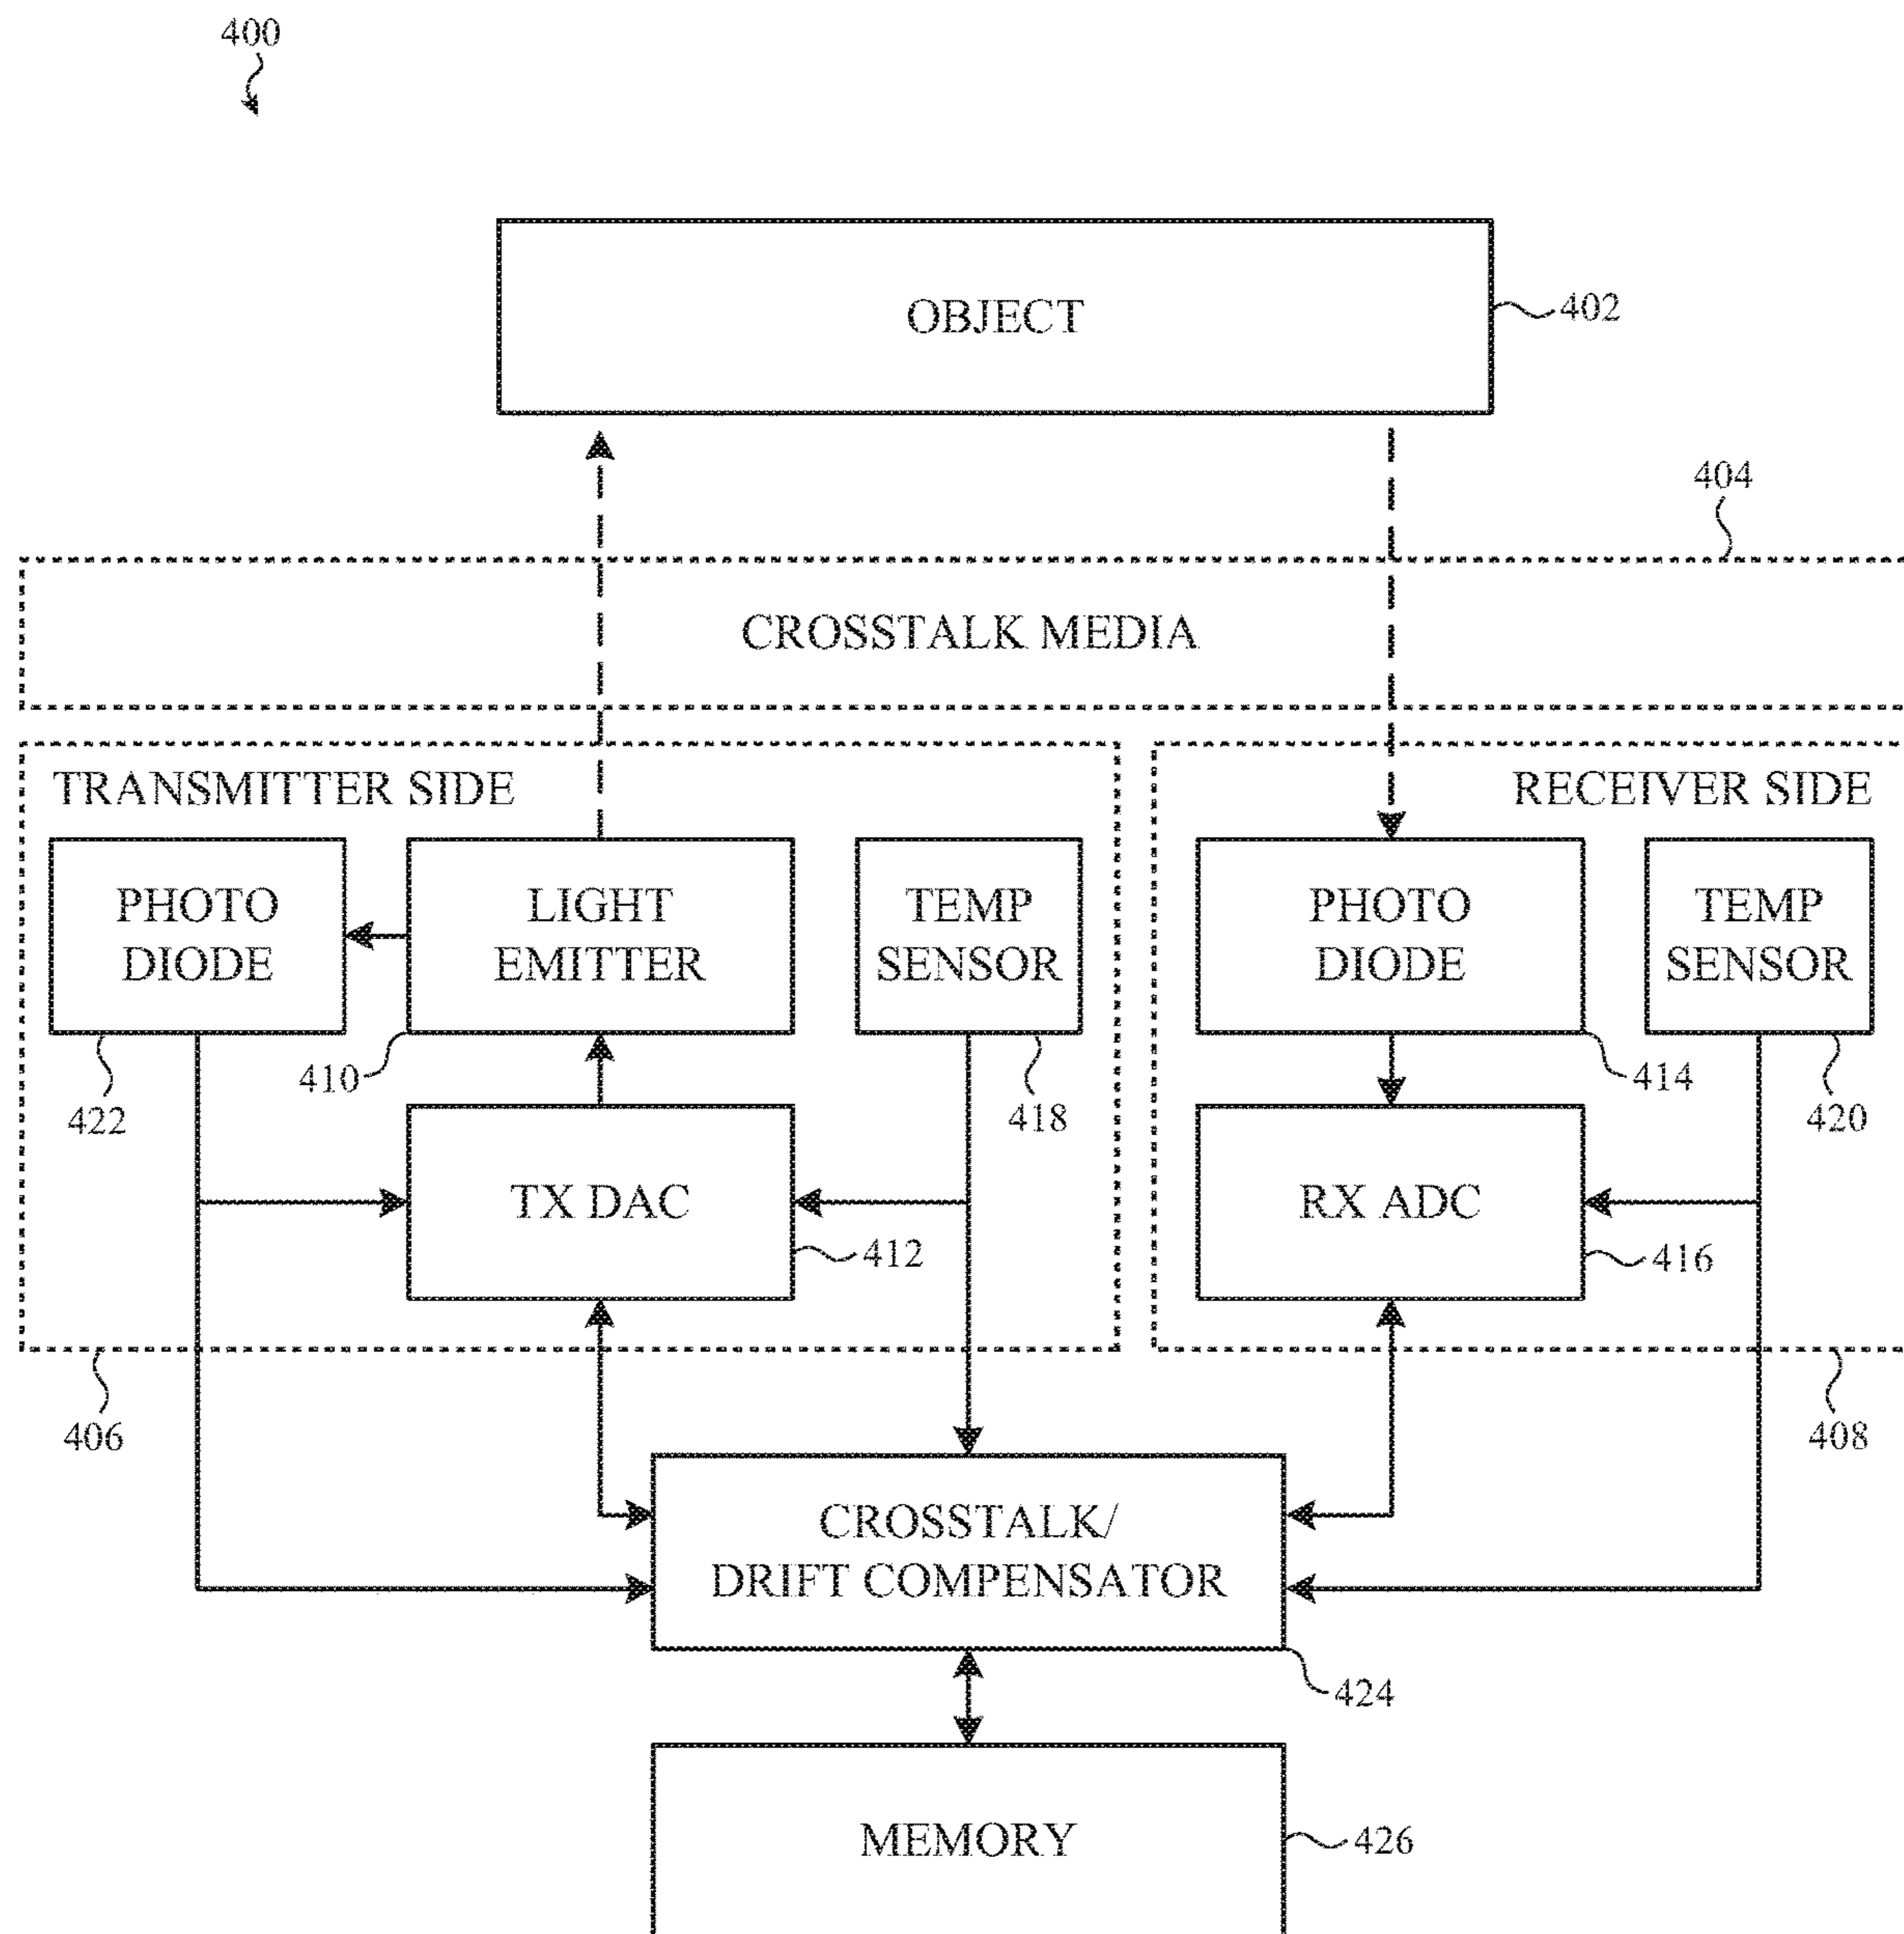 400
OBJECT
402
404
CROSSTALK MEDIA
TRANSMITTER SIDE
RECEIVER SIDE
PHOTO
DIODE
LIGHT
EMITTER
TEMP
SENSOR
PHOTO
DIODE
TEMP
SENSOR
422
410
418
414
420
TX DAC
412
RX ADC
416
406
408
CROSSTALK/
DRIFT COMPENSATOR
424
MEMORY
426